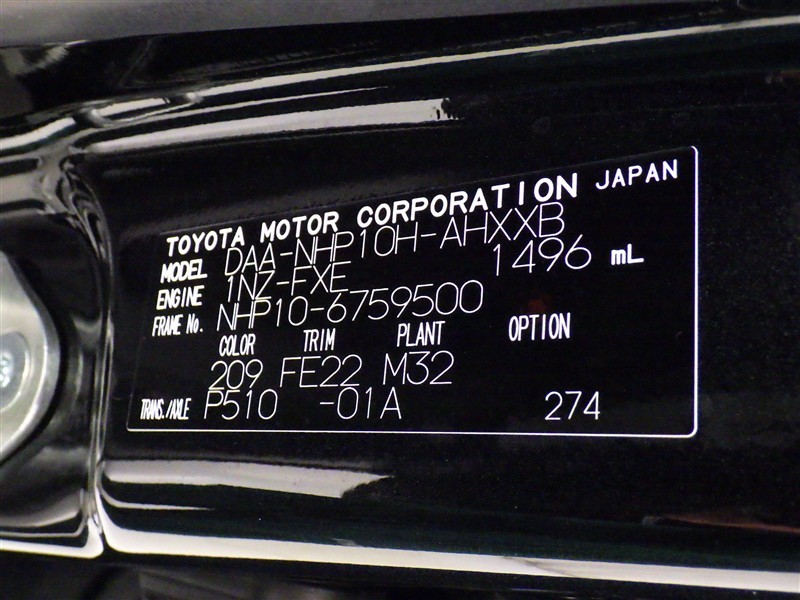 TOYOTA MOTOR CORPORATION JAPAN
MODEL DAA-NHP10H-AHXXB
ENGINE 1NZ-FXE 1496 mL
FRAME No. NHP10-6759500
COLOR TRIM PLANT OPTION
209 FE22 M32
TRANS./AXLE P510 -01A 274